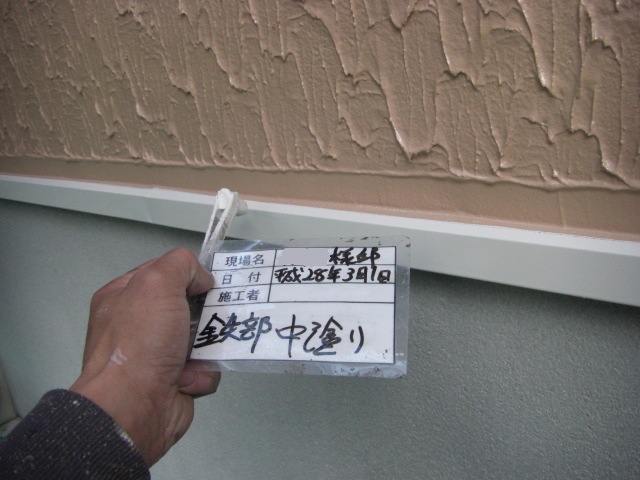 現場名 様邸
日付 平成28年3月1日
施工者
鉄部 中塗り